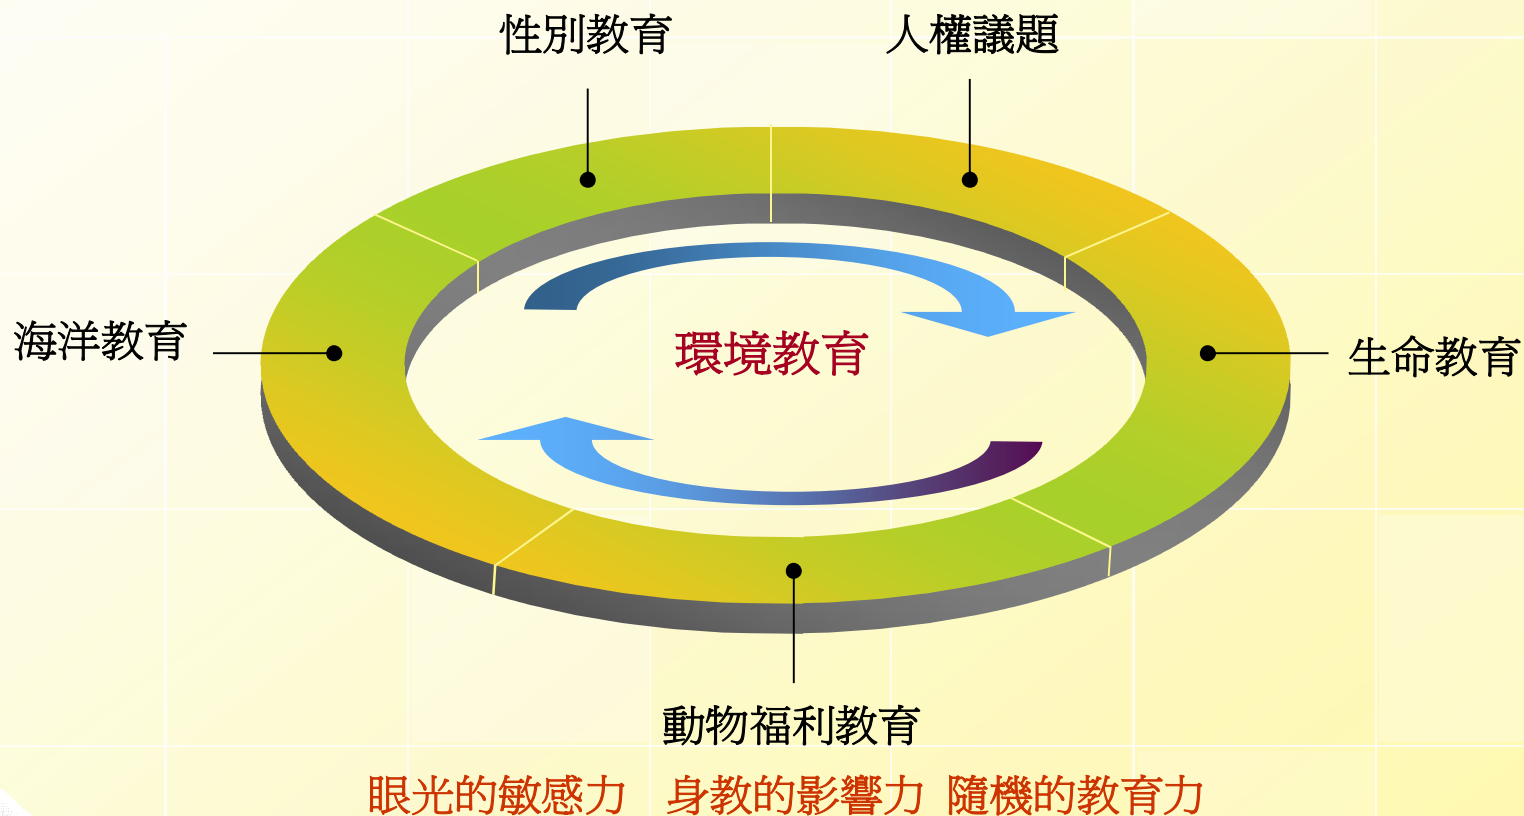 性別教育
人權議題
海洋教育
環境教育
生命教育
動物福利教育
眼光的敏感力 身教的影響力 隨機的教育力